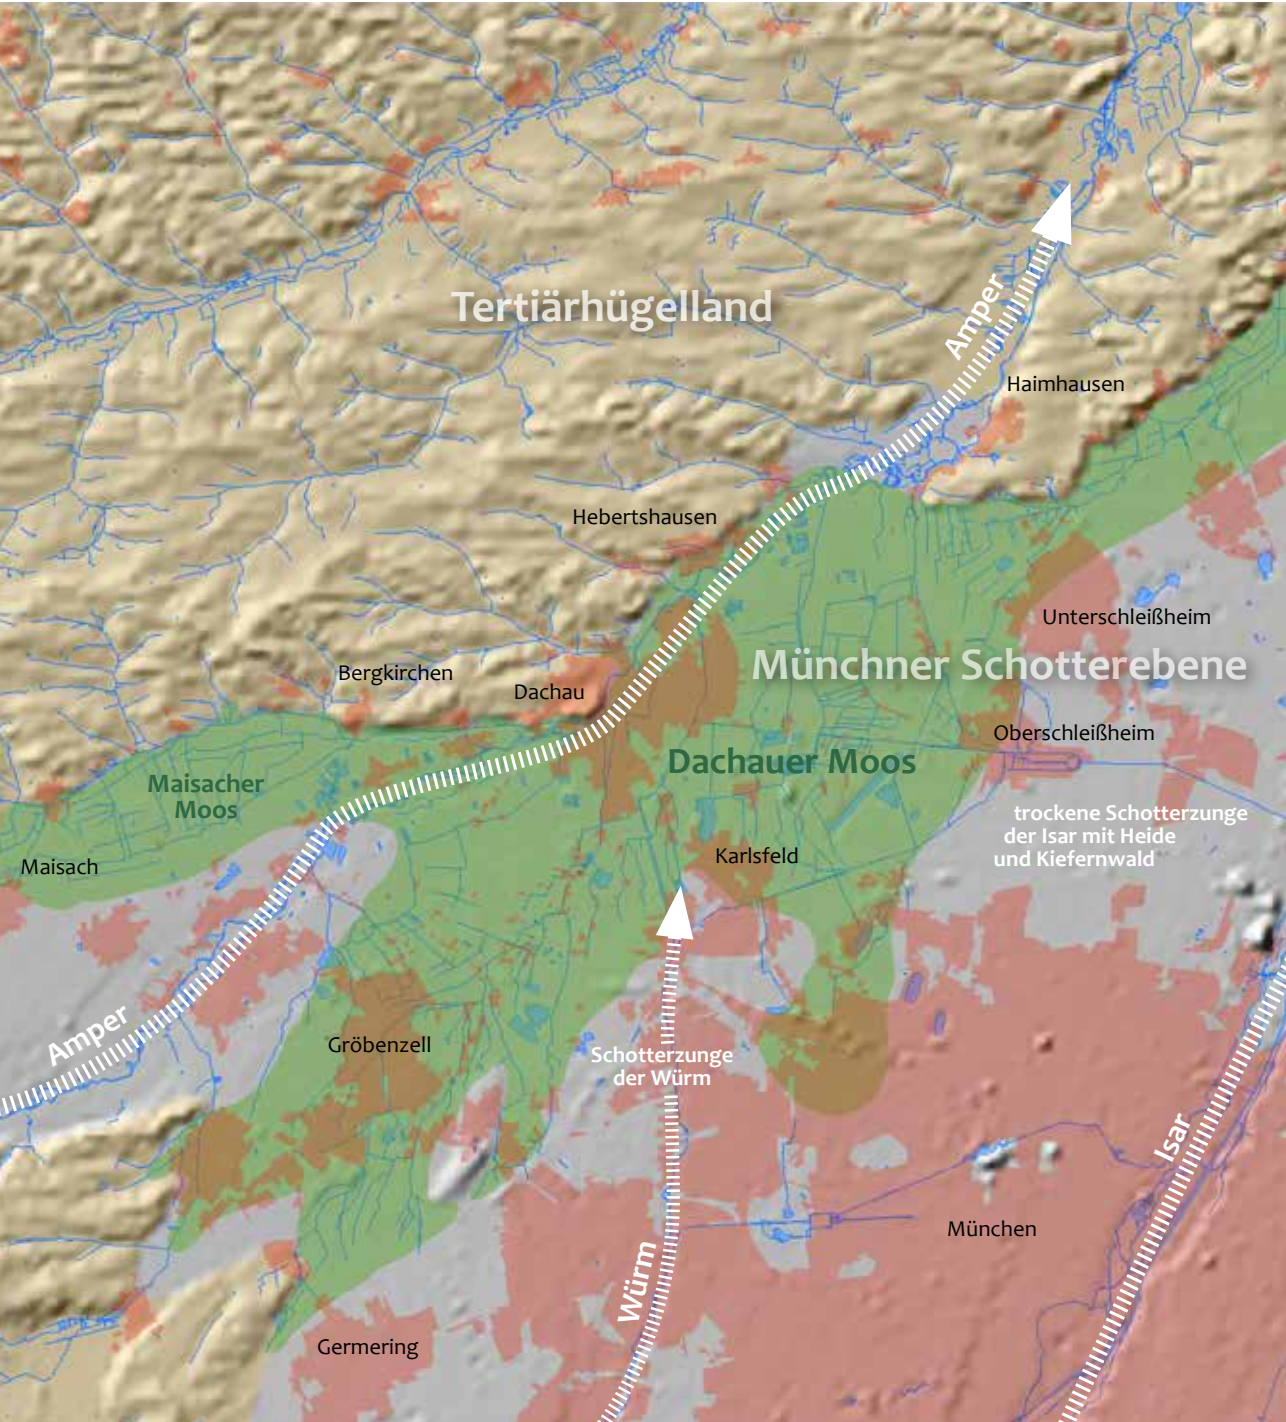 Tertiärhügelland
Amper
Haimhausen
Hebertshausen
Unterschleißheim
Münchner Schotterebene
Bergkirchen
Dachau
Oberschleißheim
Dachauer Moos
Maisacher
Moos
trockene Schotterzunge
der Isar mit Heide
und Kiefernwald
Karlsfeld
Maisach
Amper
Gröbenzell
Schotterzunge
der Würm
Isar
München
Würm
Germering